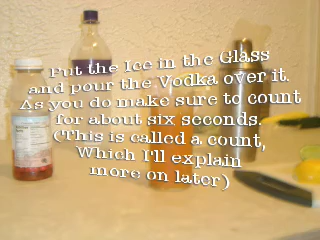 Put the Ice in the Glass
and pour the Vodka over it.
As you do make sure to count
for about six seconds.
(This is called a count,
Which I'll explain
more on later)